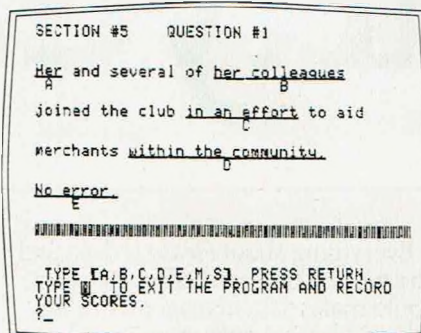 SECTION #5 QUESTION #1
Her and several of her colleagues
A B
joined the club in an effort to aid
C
merchants within the community.
D
No error.
E
TYPE [A,B,C,D,E,M,S]. PRESS RETURN.
TYPE TO EXIT THE PROGRAM AND RECORD
YOUR SCORES.
?_